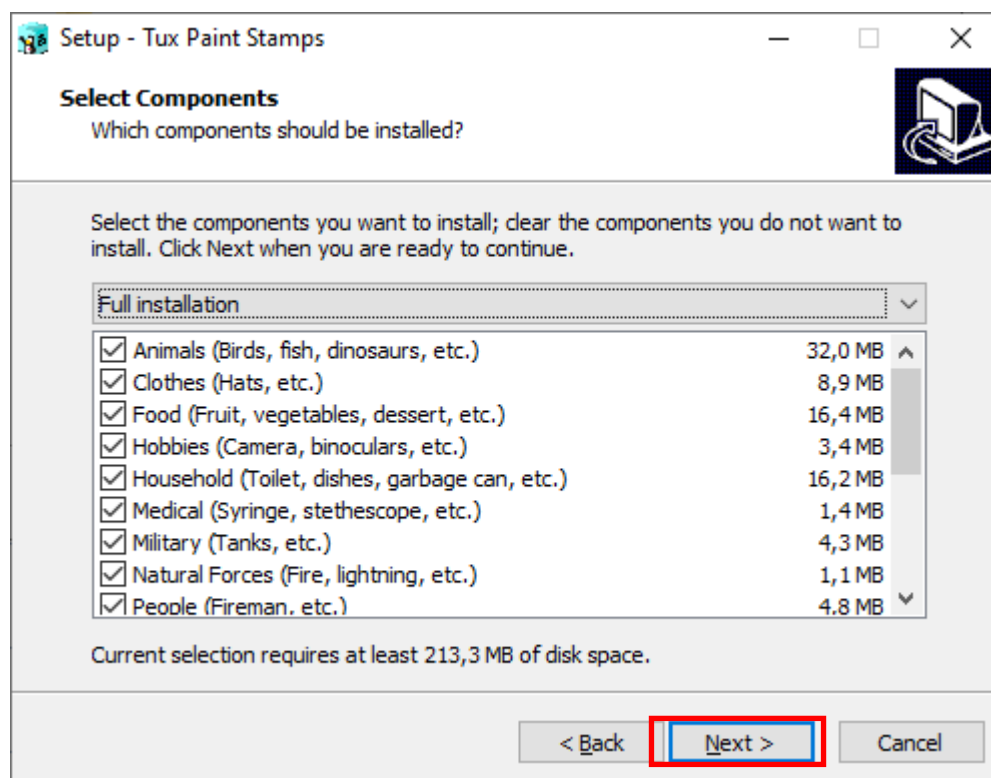 Setup - Tux Paint Stamps
Select Components
Which components should be installed?
Select the components you want to install; clear the components you do not want to
install. Click Next when you are ready to continue.
Full installation
Animals (Birds, fish, dinosaurs, etc.) 32,0 MB
Clothes (Hats, etc.) 8,9 MB
Food (Fruit, vegetables, dessert, etc.) 16,4 MB
Hobbies (Camera, binoculars, etc.) 3,4 MB
Household (Toilet, dishes, garbage can, etc.) 16,2 MB
Medical (Syringe, stethescope, etc.) 1,4 MB
Military (Tanks, etc.) 4,3 MB
Natural Forces (Fire, lightning, etc.) 1,1 MB
People (Fireman, etc.) 4,8 MB
Current selection requires at least 213,3 MB of disk space.
< Back Next > Cancel